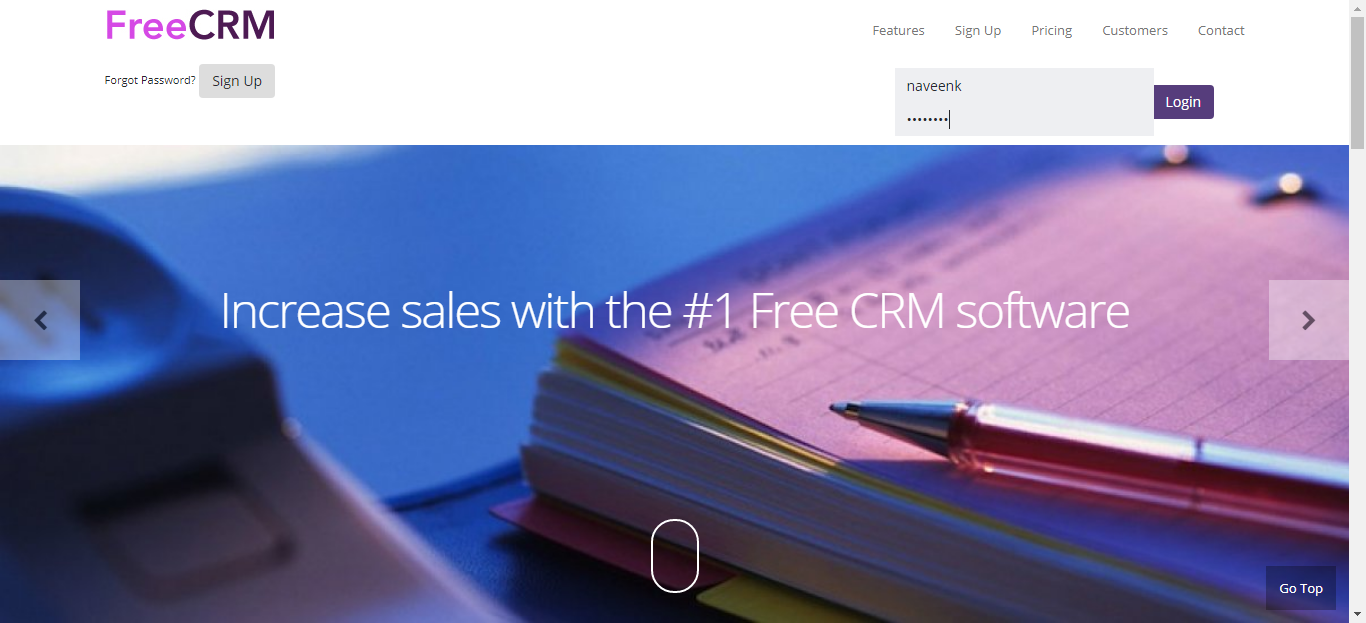 FreeCRM
Features Sign Up Pricing Customers Contact
Forgot Password? Sign Up
naveenk
••••••••
Login
Increase sales with the #1 Free CRM software
Go Top